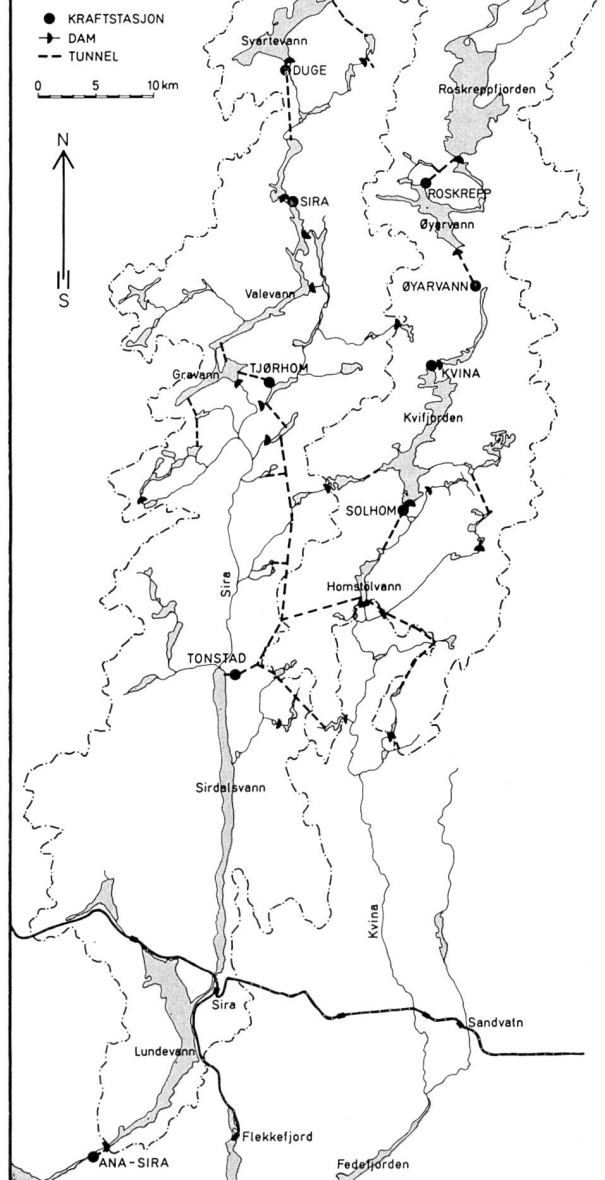 KRAFTSTASJON
DAM
TUNNEL
0 5 10 km
N
S
Svartevann
DUGE
Roskreppfjorden
ROSKREPP
SIRA
Øyarvann
ØYARVANN
Valevann
Gravann
TJØRHOM
KVINA
Kvifjorden
SOLHOM
Sira
Homstølvann
TONSTAD
Sirdalsvann
Kvina
Sira
Sandvatn
Lundevann
Flekkefjord
ANA-SIRA
Fedefjorden